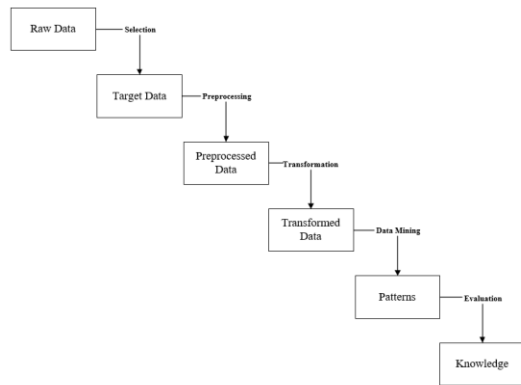 Raw Data
Selection
Target Data
Preprocessing
Preprocessed
Data
Transformation
Transformed
Data
Data Mining
Patterns
Evaluation
Knowledge